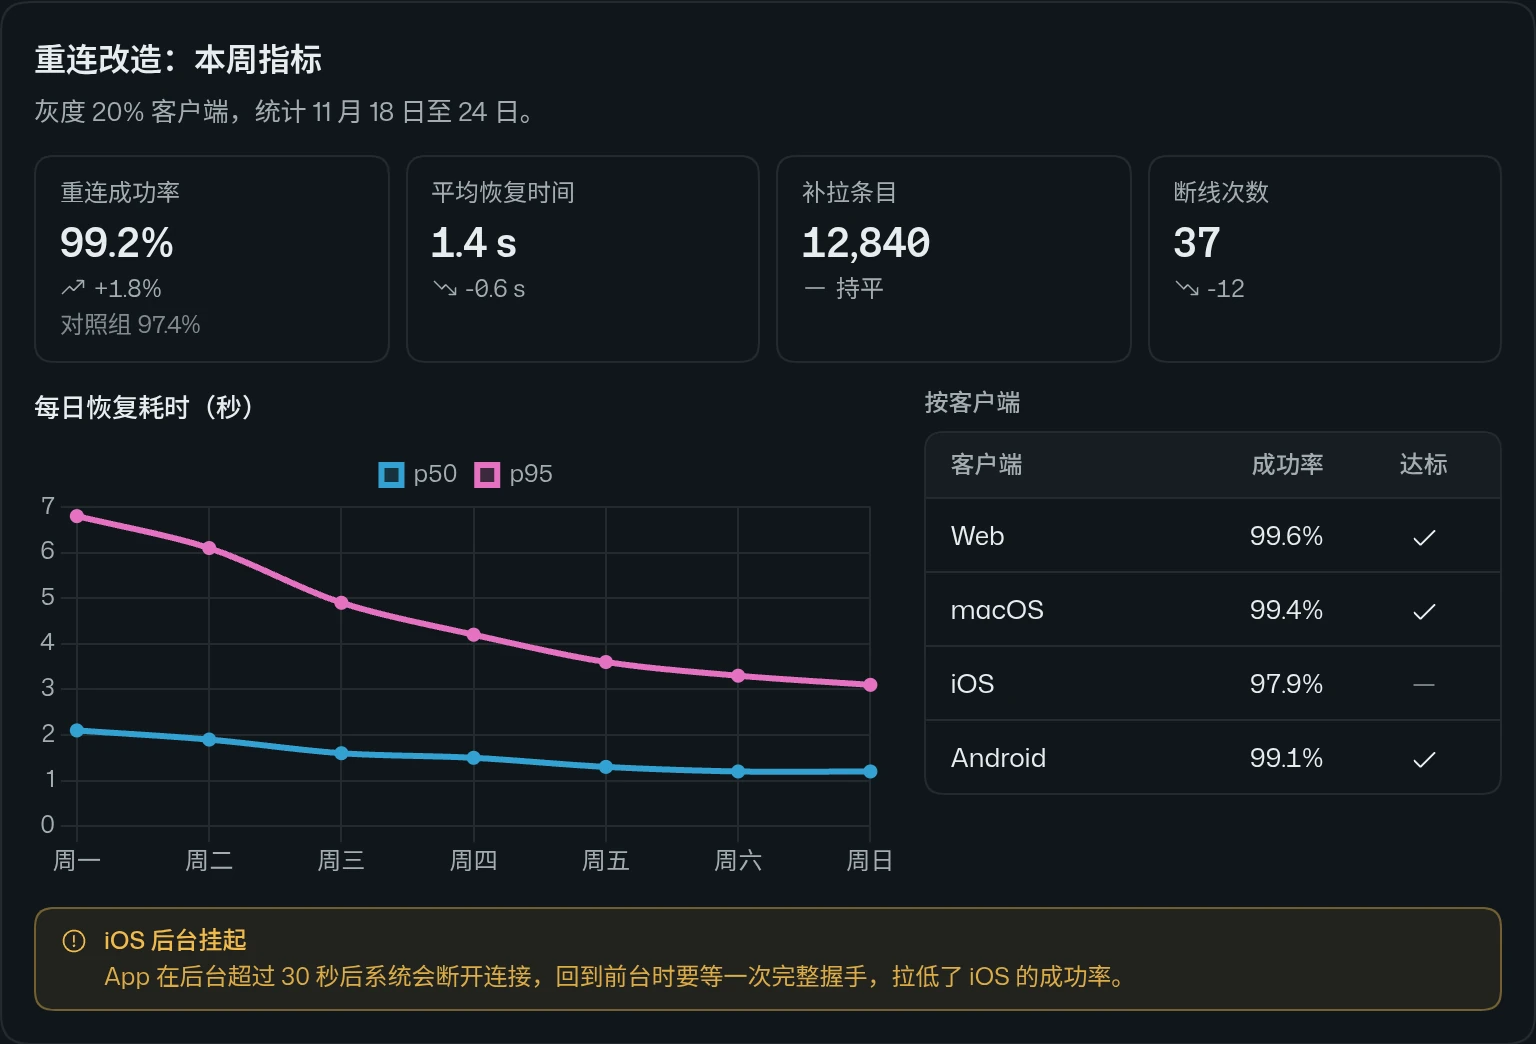 重连改造：本周指标
灰度 20% 客户端，统计 11 月 18 日至 24 日。
重连成功率
99.2%
+1.8%
对照组 97.4%
平均恢复时间
1.4 s
-0.6 s
补拉条目
12,840
持平
断线次数
37
-12
每日恢复耗时（秒）
p50 p95
7
6
5
4
3
2
1
0
周一 周二 周三 周四 周五 周六 周日
按客户端
客户端 成功率 达标
Web 99.6% ✓
macOS 99.4% ✓
iOS 97.9% —
Android 99.1% ✓
iOS 后台挂起
App 在后台超过 30 秒后系统会断开连接，回到前台时要等一次完整握手，拉低了 iOS 的成功率。